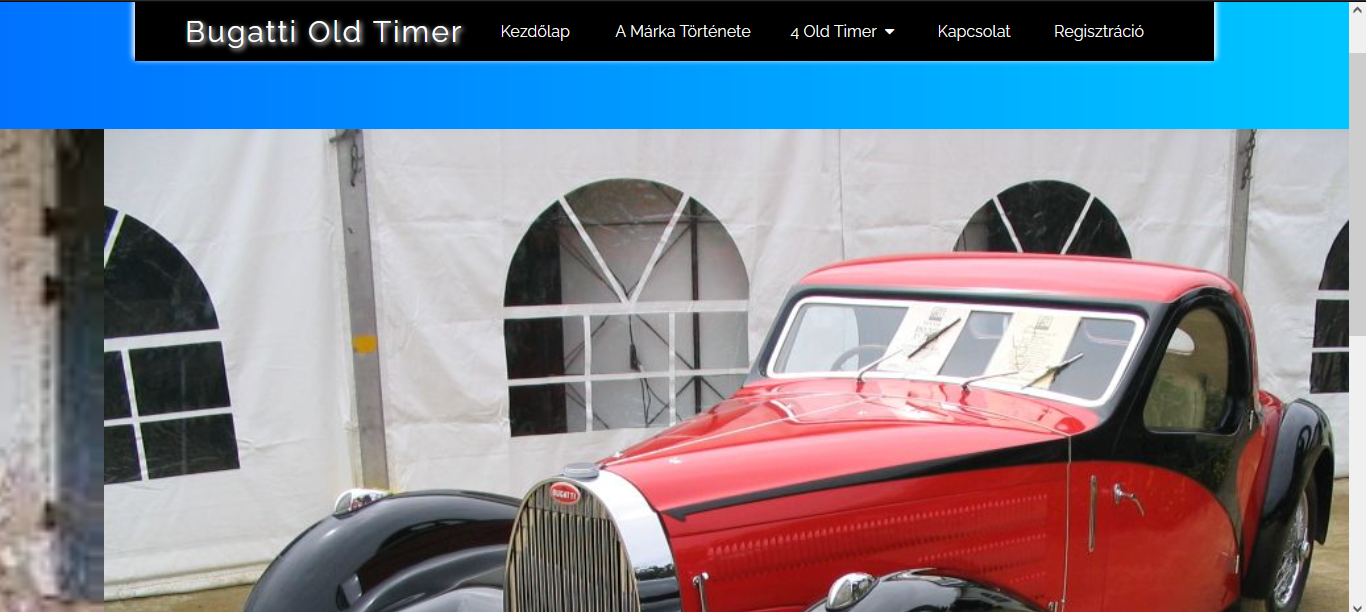 Bugatti Old Timer Kezdőlap A Márka Története 4 Old Timer Kapcsolat Regisztráció
BUGATTI